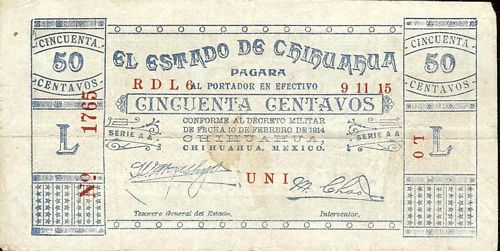 CINCUENTA
50
CENTAVOS
CINCUENTA
50
CENTAVOS
EL ESTADO DE CHIHUAHUA
PAGARA
R D L 6 AL PORTADOR EN EFECTIVO 9 11 15
CINCUENTA CENTAVOS
CONFORME AL DECRETO MILITAR
DE FECHA 10 DE FEBRERO DE 1914
SERIE A A SERIE A A
CHIHUAHUA,
CHIHUAHUA, MEXICO.
L L
Nº 1765
L O
UNI
Tesorero General del Estado. Interventor.